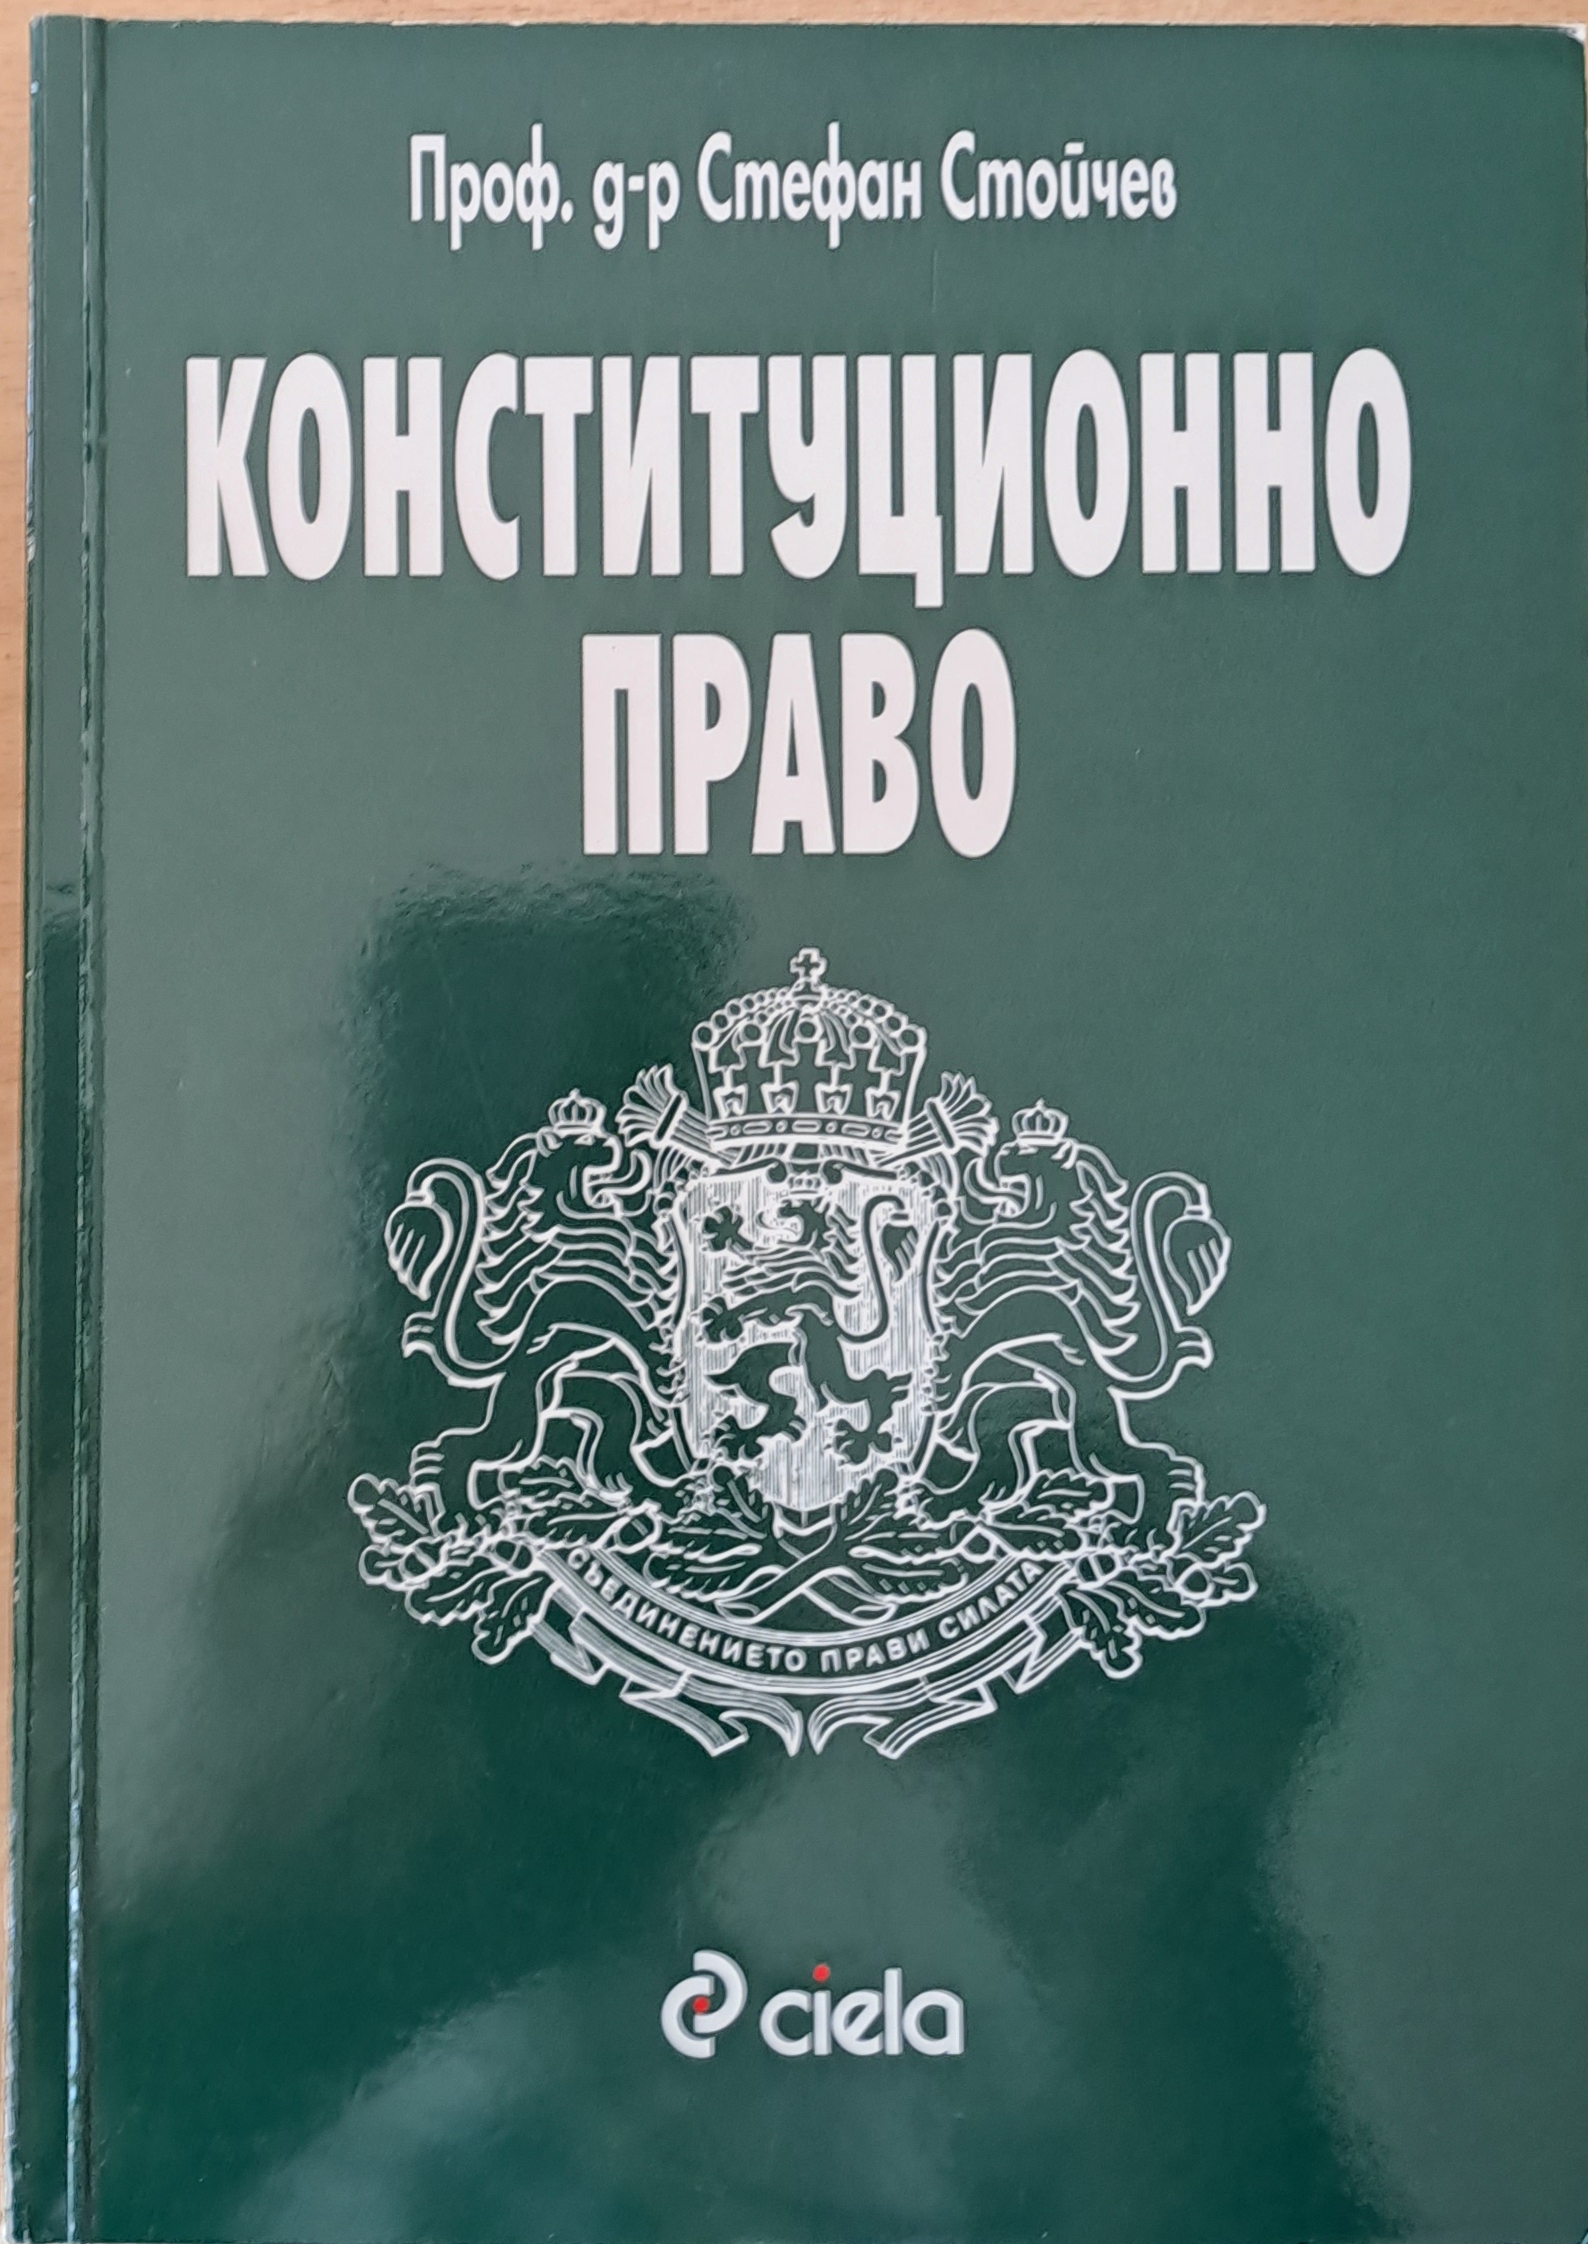 Проф. д-р Стефан Стойчев
КОНСТИТУЦИОННО
ПРАВО
СЪЕДИНЕНИЕТО ПРАВИ СИЛАТА
ciela